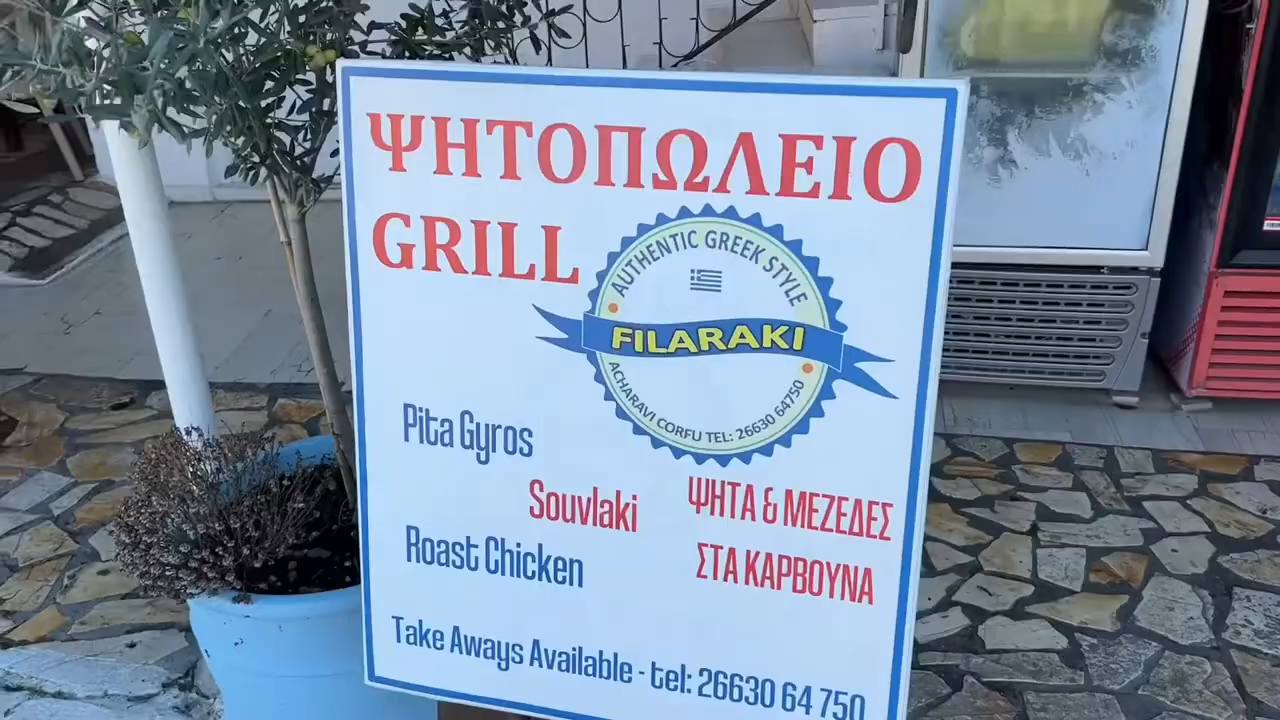 ΨΗΤΟΠΩΛΕΙΟ
GRILL
AUTHENTIC GREEK STYLE
FILARAKI
ACHARAVI CORFU TEL: 26630 64750
Pita Gyros
Souvlaki
Roast Chicken
ΨΗΤΑ & ΜΕΖΕΔΕΣ
ΣΤΑ ΚΑΡΒΟΥΝΑ
Take Aways Available - tel: 26630 64 750